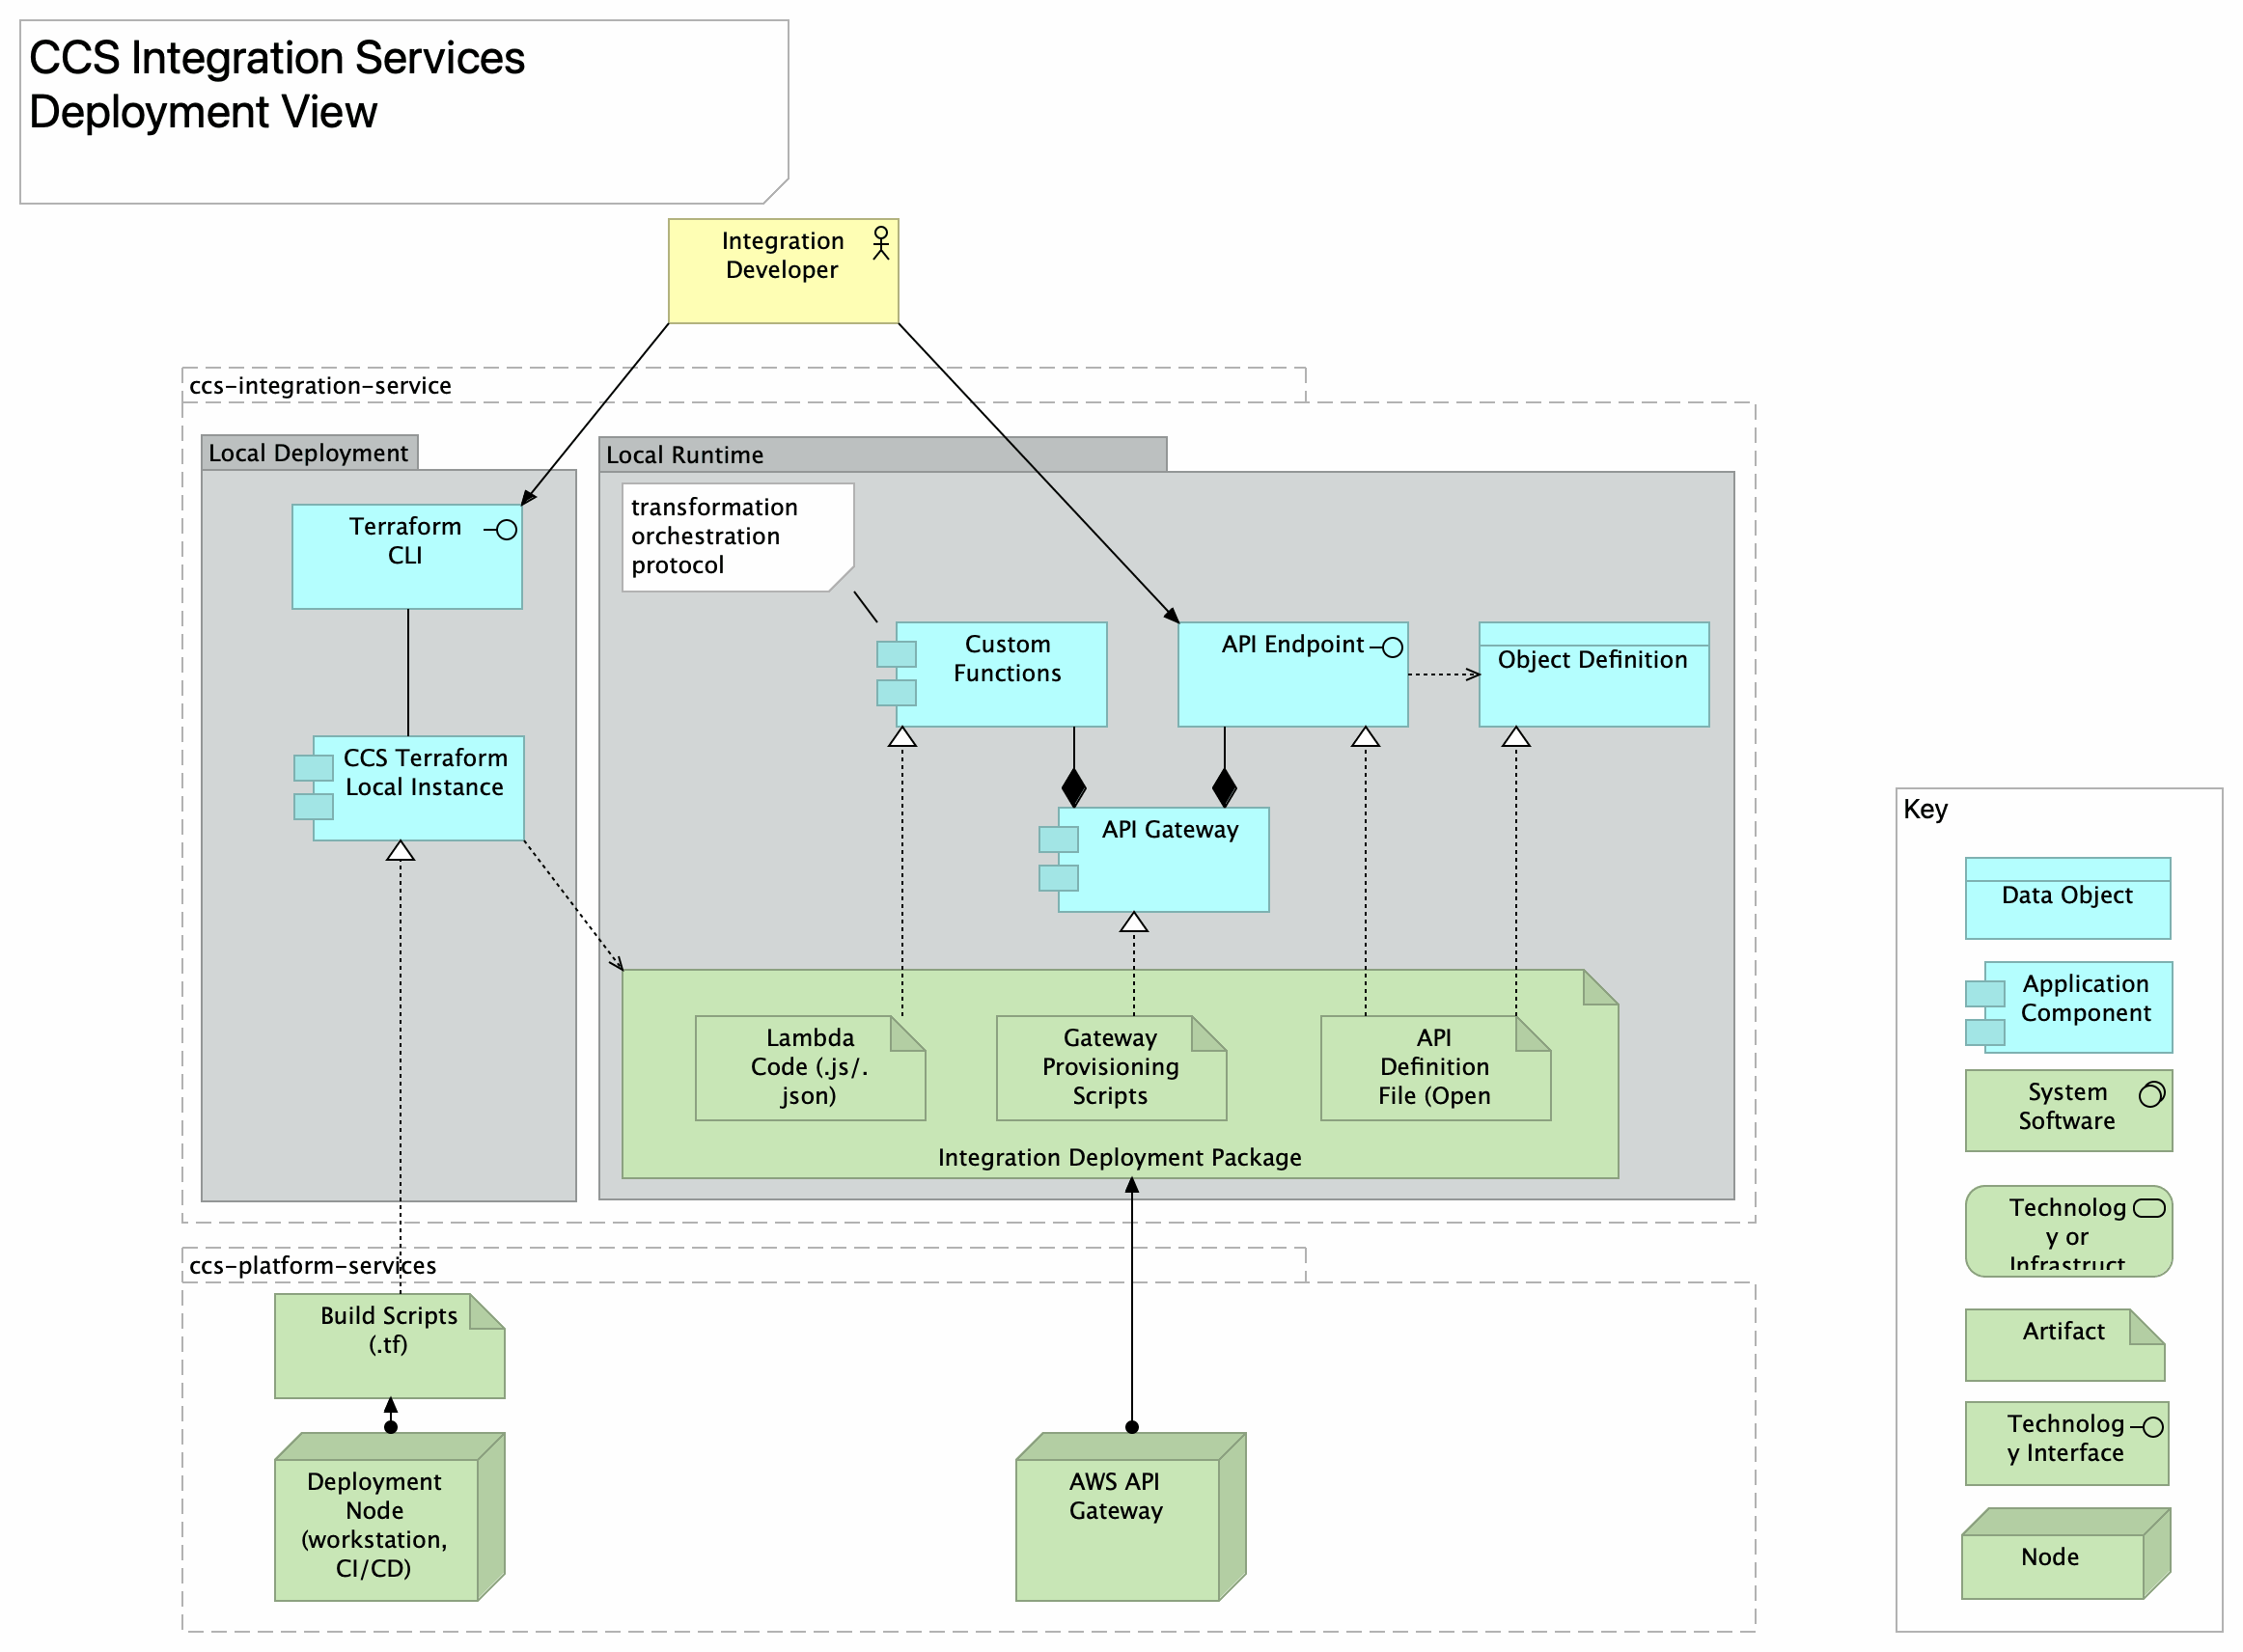 CCS Integration Services
Deployment View
Integration
Developer
ccs-integration-service
Local Deployment
Local Runtime
Terraform
CLI
transformation
orchestration
protocol
Custom
Functions
API Endpoint
Object Definition
CCS Terraform
Local Instance
API Gateway
Lambda
Code (.js/.
json)
Gateway
Provisioning
Scripts
API
Definition
File (Open
Integration Deployment Package
ccs-platform-services
Build Scripts
(.tf)
Deployment
Node
(workstation,
CI/CD)
AWS API
Gateway
Key
Data Object
Application
Component
System
Software
Technolog
y or
Infrastruct
Artifact
Technolog
y Interface
Node